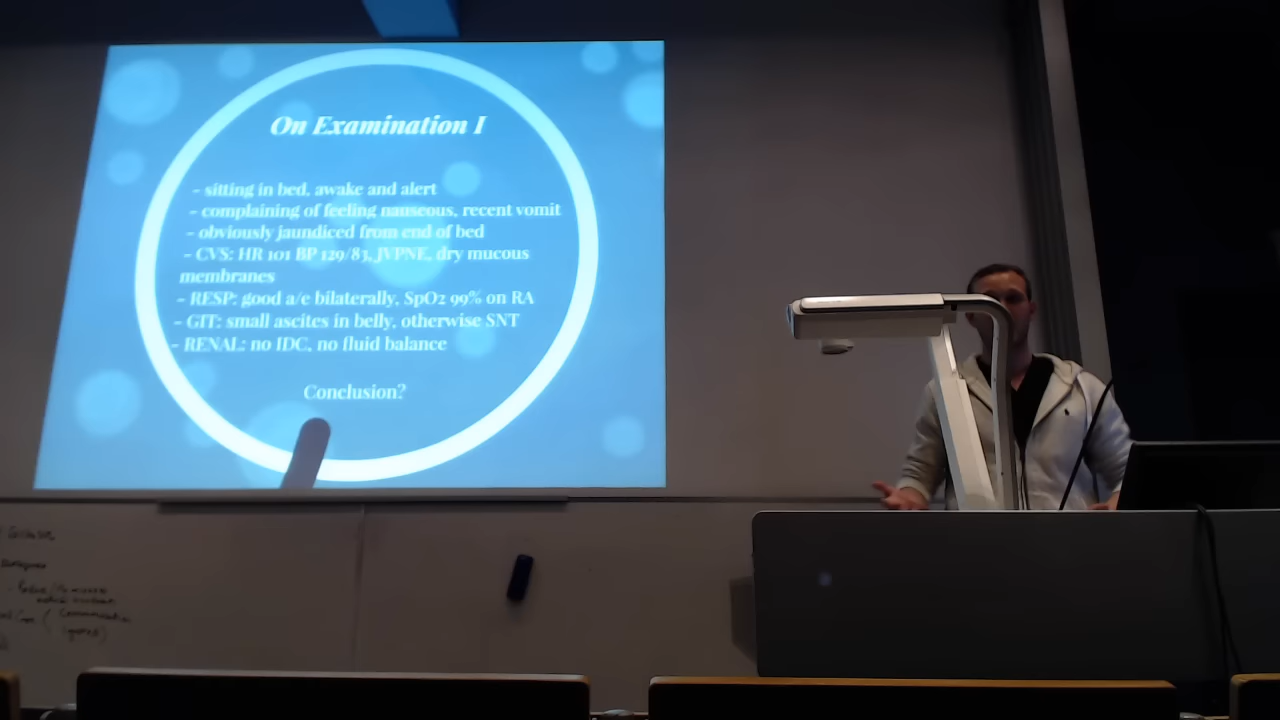 On Examination I
- sitting in bed, awake and alert
- complaining of feeling nauseous, recent vomit
- obviously jaundiced from end of bed
- CVS: HR 101 BP 129/83, JVPNE, dry mucous
membranes
- RESP: good a/e bilaterally, SpO2 99% on RA
- GIT: small ascites in belly, otherwise SNT
- RENAL: no IDC, no fluid balance
Conclusion?